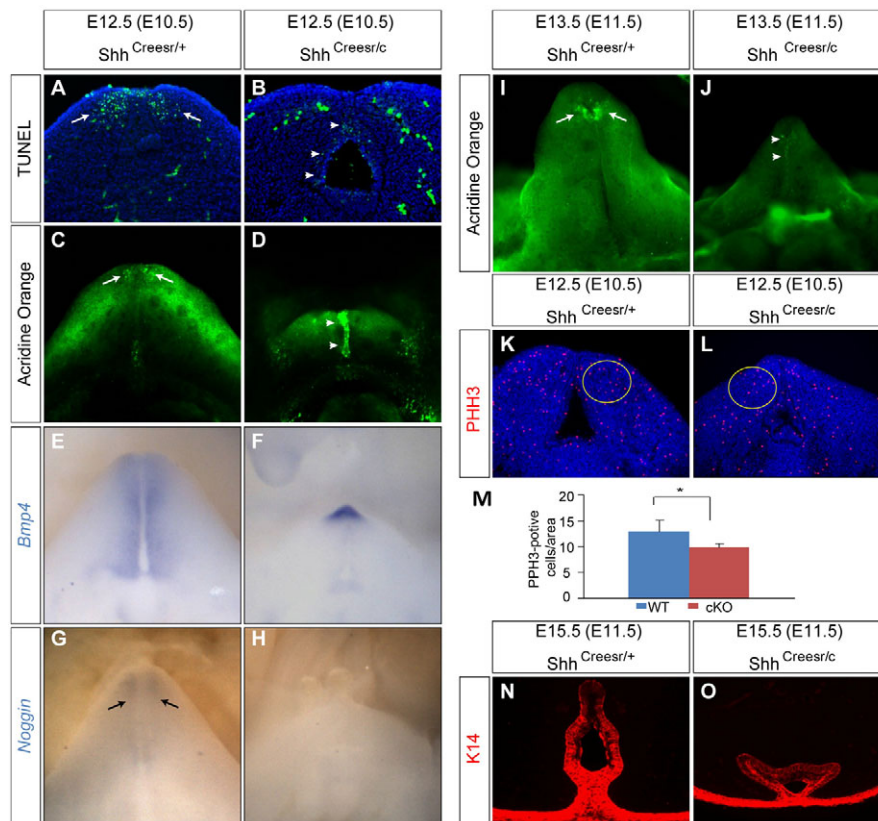 E12.5 (E10.5)
Shh Creesr/+
E12.5 (E10.5)
Shh Creesr/c
TUNEL
A
B
Acridine Orange
C
D
Bmp4
E
F
Noggin
G
H
E13.5 (E11.5)
Shh Creesr/+
E13.5 (E11.5)
Shh Creesr/c
Acridine Orange
I
J
E12.5 (E10.5)
Shh Creesr/+
E12.5 (E10.5)
Shh Creesr/c
PHH3
K
L
M
*
PPH3-potive
cells/area
20
15
10
5
0
WT
cKO
E15.5 (E11.5)
Shh Creesr/+
E15.5 (E11.5)
Shh Creesr/c
K14
N
O